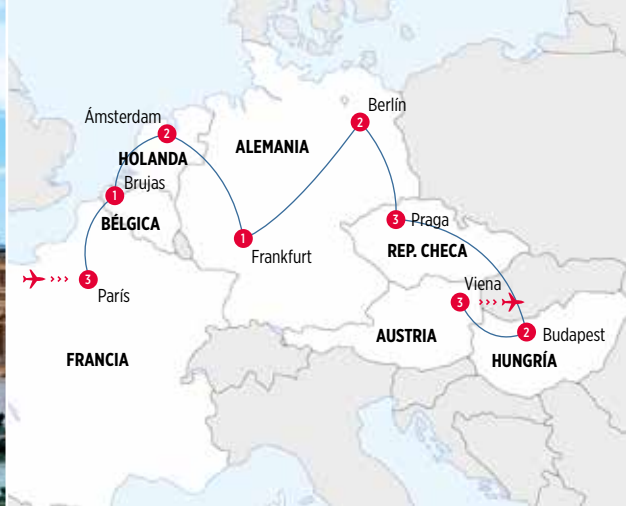 Berlín
2
Ámsterdam
2
HOLANDA
ALEMANIA
Brujas
1
BÉLGICA
3
Praga
1
Frankfurt
REP. CHECA
3
París
Viena
3
2
Budapest
AUSTRIA
HUNGRÍA
FRANCIA